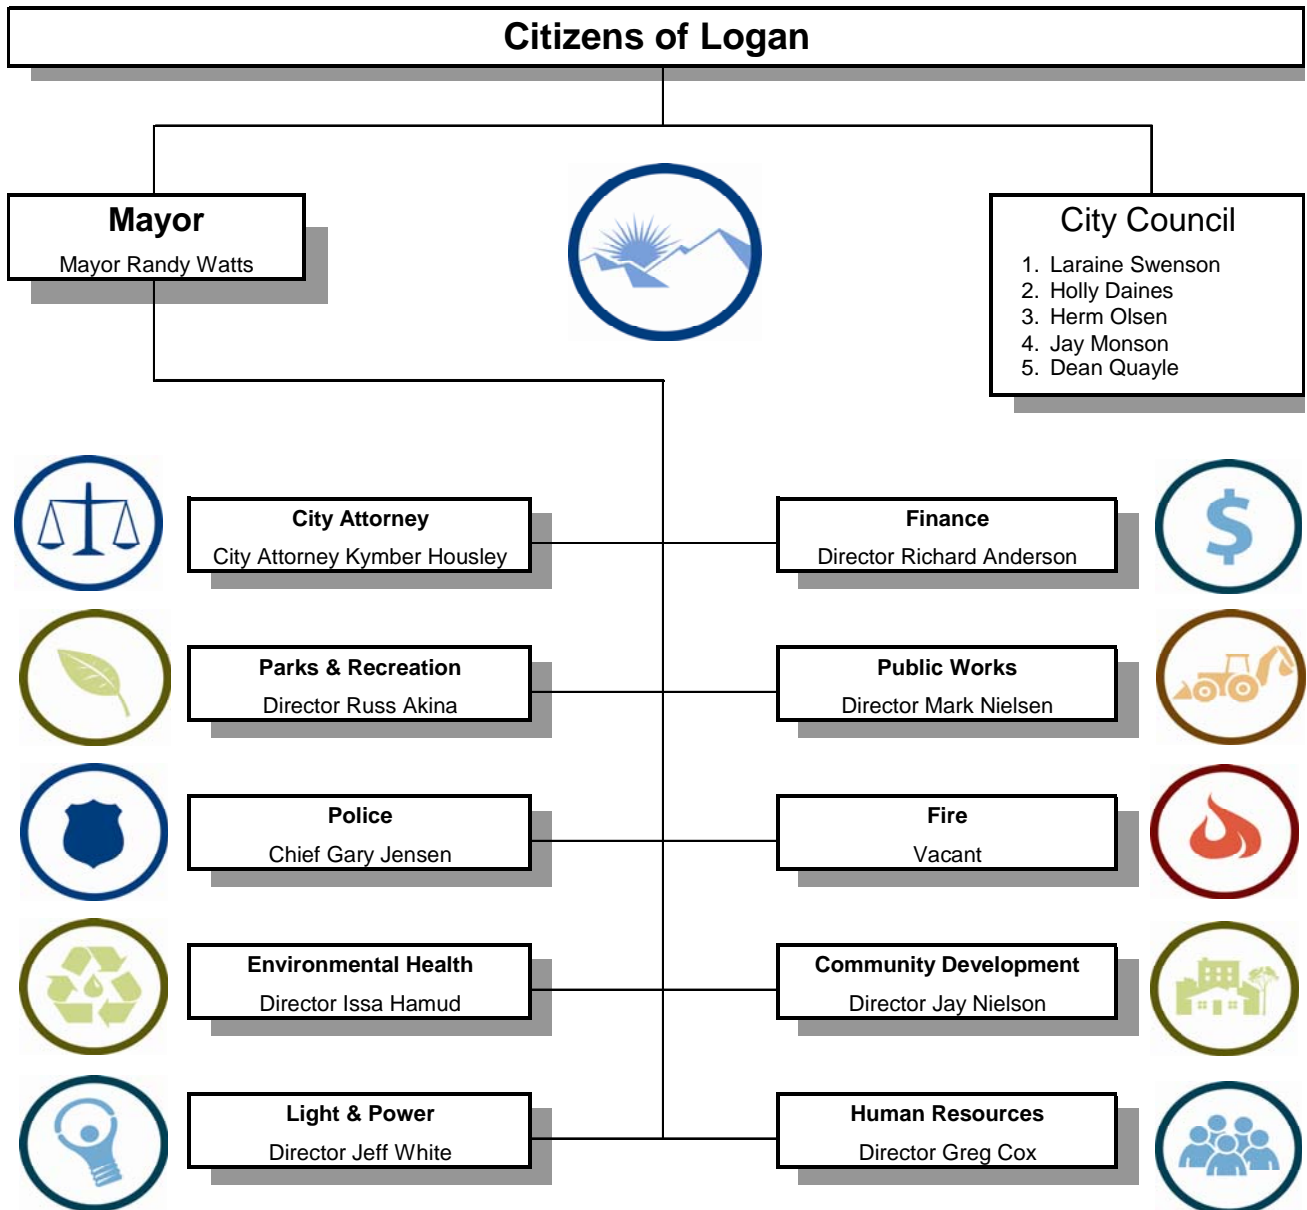 Citizens of Logan
Mayor
Mayor Randy Watts
City Council
1. Laraine Swenson
2. Holly Daines
3. Herm Olsen
4. Jay Monson
5. Dean Quayle
City Attorney
City Attorney Kymber Housley
Finance
Director Richard Anderson
Parks & Recreation
Director Russ Akina
Public Works
Director Mark Nielsen
Police
Chief Gary Jensen
Fire
Vacant
Environmental Health
Director Issa Hamud
Community Development
Director Jay Nielson
Light & Power
Director Jeff White
Human Resources
Director Greg Cox